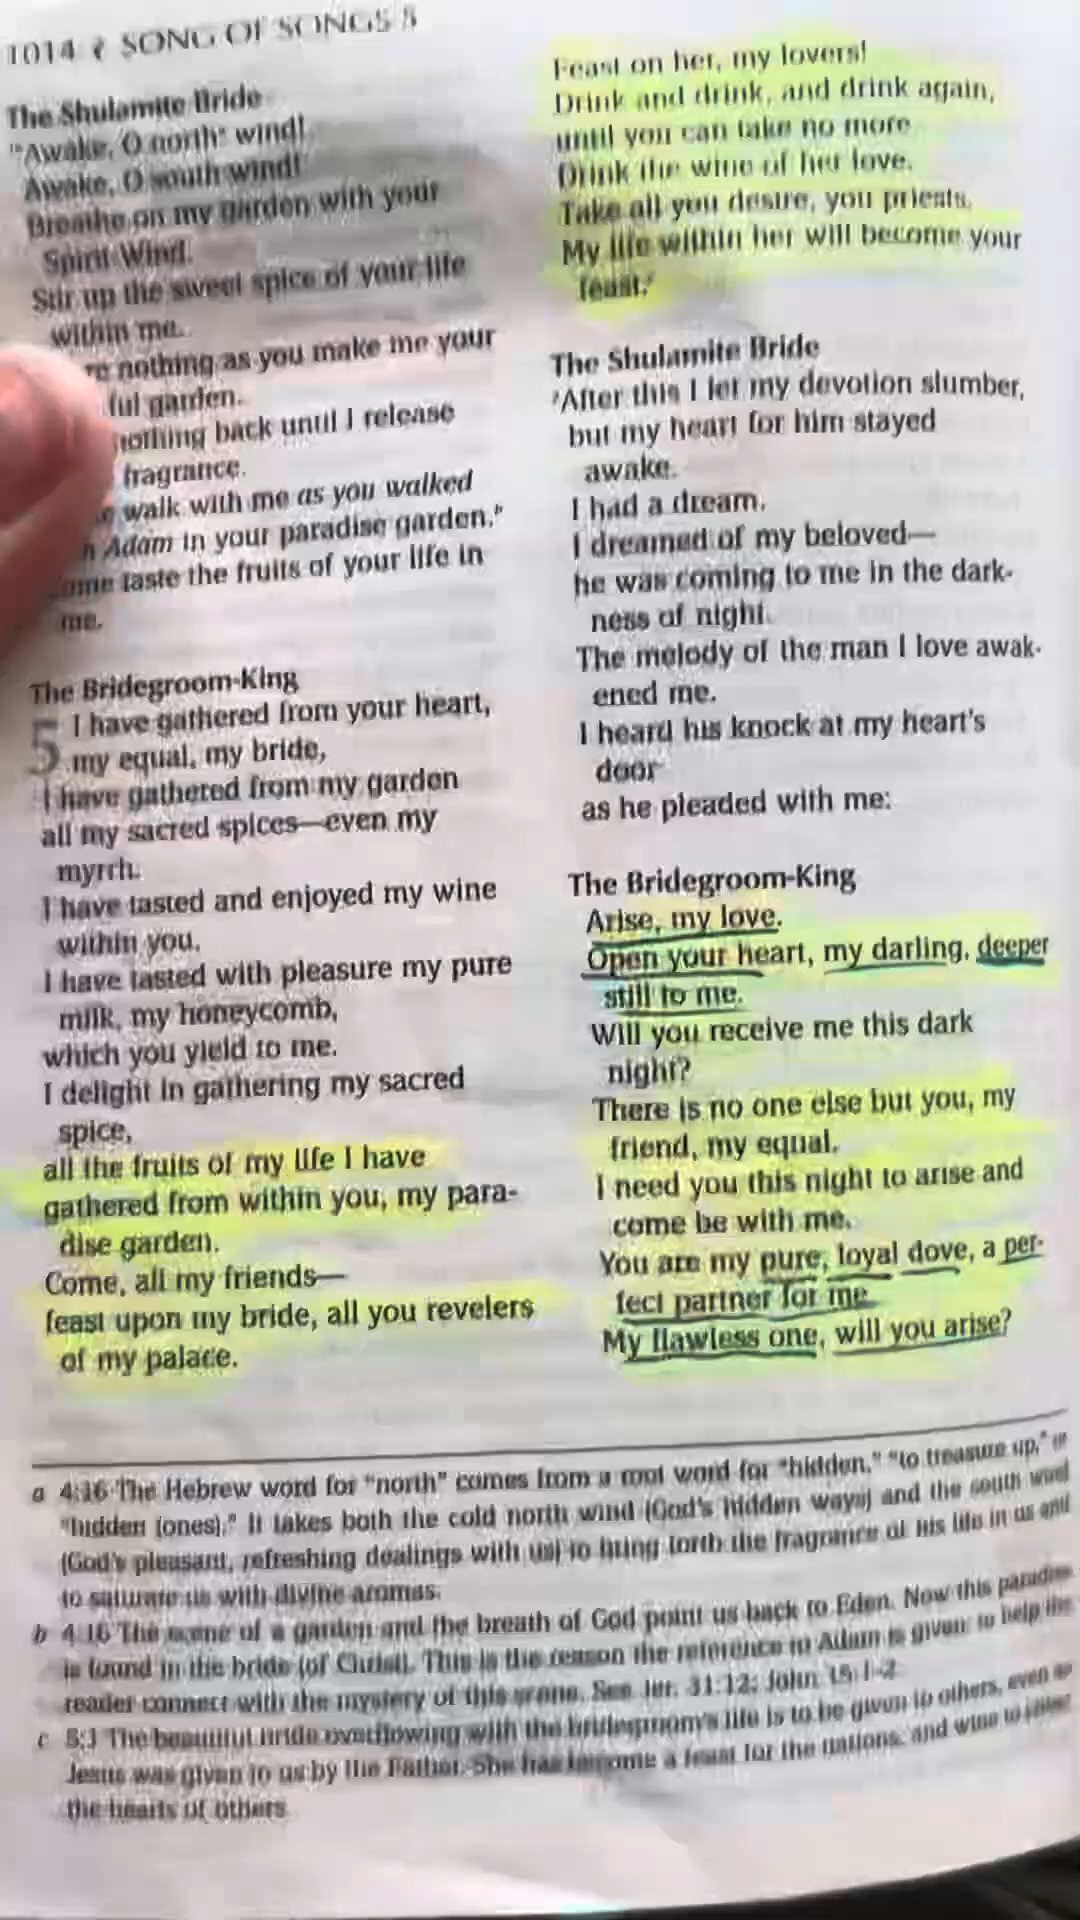 1014 SONG OF SONGS 5
The Shulamite Bride
"Awake, O north wind!
Awake, O south wind!
Breathe on my garden with your
Spirit Wind.
Stir up the sweet spice of your life
within me.
nothing as you make me your
garden.
nothing back until I release
fragrance.
walk with me as you walked
Adam in your paradise garden.
taste the fruits of your life in
me.
The Bridegroom-King
5 I have gathered from your heart,
my equal, my bride,
I have gathered from my garden
all my sacred spices—even my
myrrh.
I have tasted and enjoyed my wine
within you.
I have tasted with pleasure my pure
milk, my honeycomb,
which you yield to me.
I delight in gathering my sacred
spice,
all the fruits of my life I have
gathered from within you, my para-
dise garden.
Come, all my friends—
feast upon my bride, all you revelers
of my palace.
Feast on her, my lovers!
Drink and drink, and drink again,
until you can take no more
Drink the wine of her love.
Take all you desire, you priests.
My life within her will become your
feast.
The Shulamite Bride
After this I let my devotion slumber,
but my heart for him stayed
awake.
I had a dream.
I dreamed of my beloved—
he was coming to me in the dark-
ness of night.
The melody of the man I love awak-
ened me.
I heard his knock at my heart's
door
as he pleaded with me:
The Bridegroom-King
Arise, my love.
Open your heart, my darling, deeper
still to me.
Will you receive me this dark
night?
There is no one else but you, my
friend, my equal.
I need you this night to arise and
come be with me.
You are my pure, loyal dove, a per-
fect partner for me.
My flawless one, will you arise?
a 4:16 The Hebrew word for "north" comes from a root word for "hidden," "to treasure up," or
"hidden (ones)." It takes both the cold north wind (God's hidden ways) and the south wind
(God's pleasant, refreshing dealings with us) to bring forth the fragrance of his life in us and
to saturate us with divine aromas.
b 4:16 The scene of a garden and the breath of God point us back to Eden. Now this paradise
is found in the bride (of Christ). This is the reason the reference to Adam is given: to help the
reader connect with the mystery of this scene. See Jer. 31:12; John 15:1-2
c 5:1 The beautiful bride overflowing with the bridegroom's life is to be given to others, even as
Jesus was given to us by the Father. She has become a feast for the nations, and wine to
the hearts of others